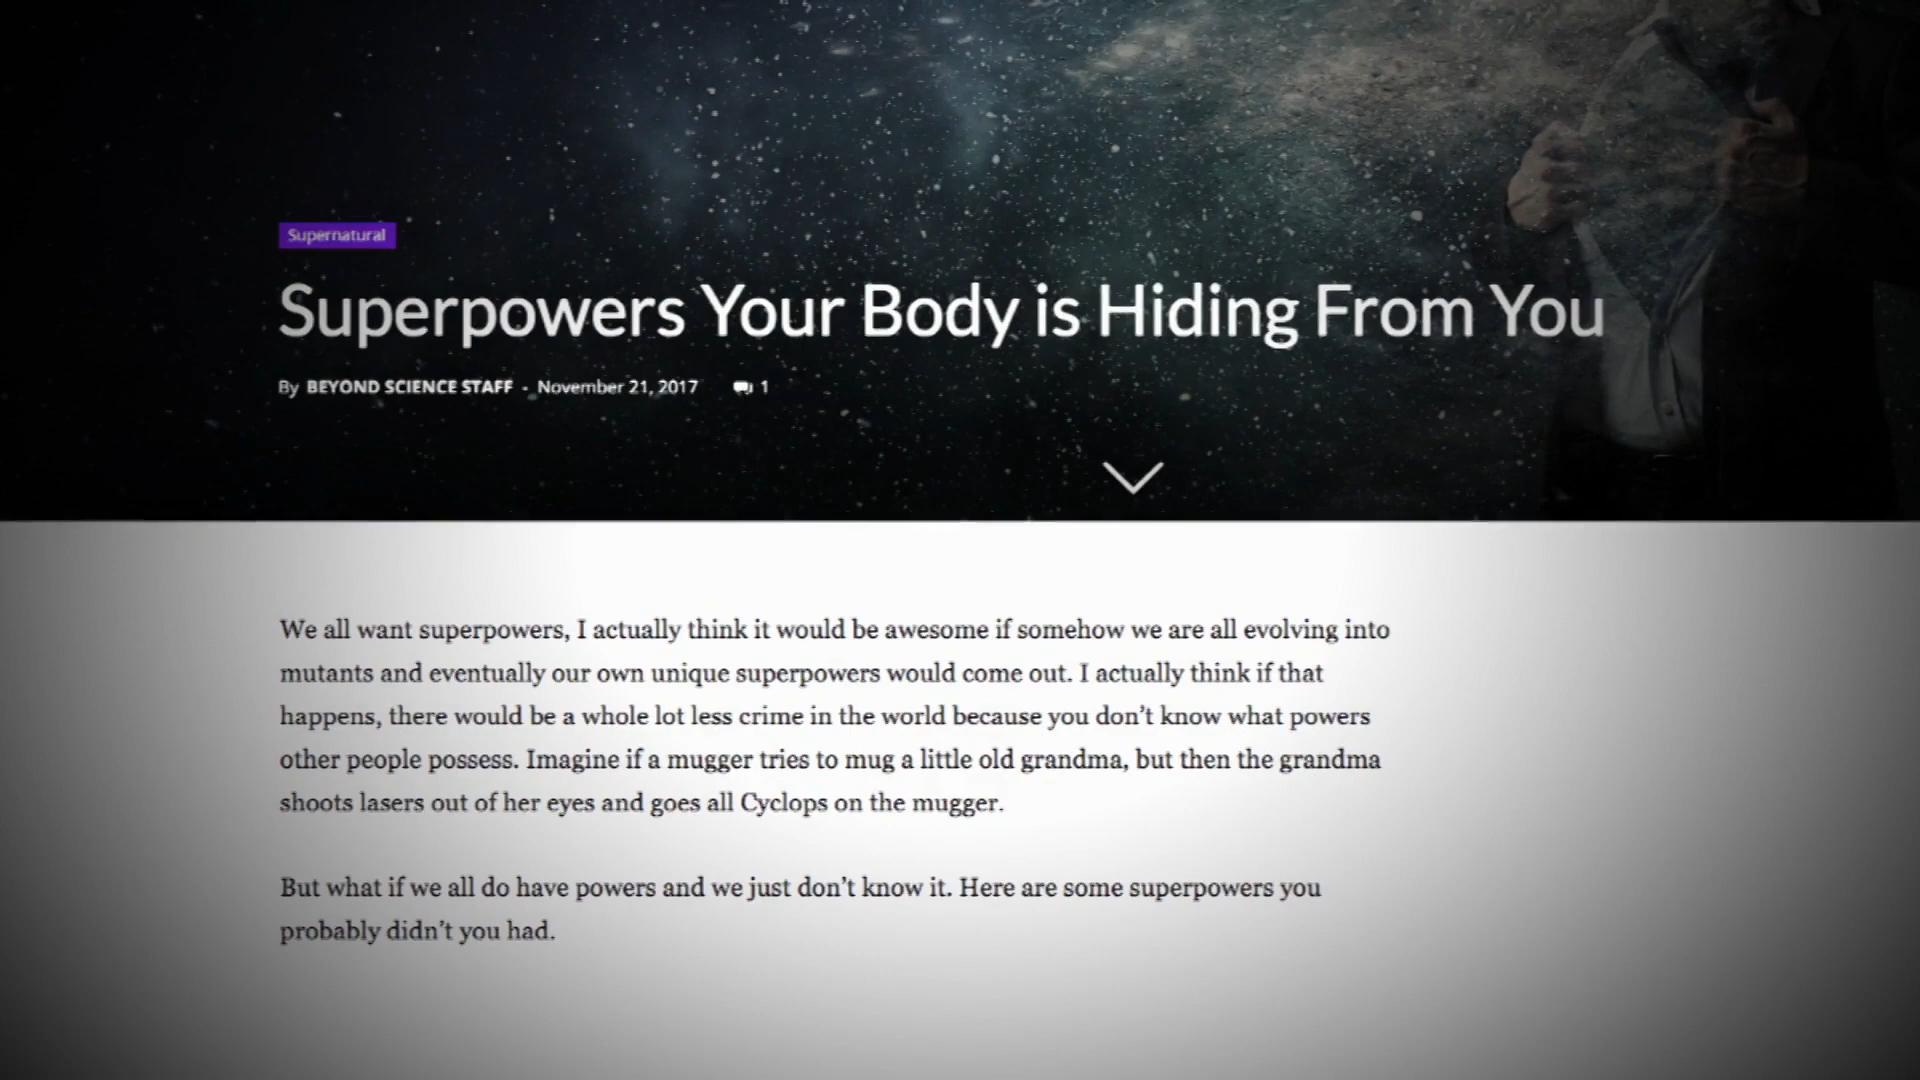 Supernatural
Superpowers Your Body is Hiding From You
By BEYOND SCIENCE STAFF - November 21, 2017 1
We all want superpowers, I actually think it would be awesome if somehow we are all evolving into
mutants and eventually our own unique superpowers would come out. I actually think if that
happens, there would be a whole lot less crime in the world because you don’t know what powers
other people possess. Imagine if a mugger tries to mug a little old grandma, but then the grandma
shoots lasers out of her eyes and goes all Cyclops on the mugger.
But what if we all do have powers and we just don’t know it. Here are some superpowers you
probably didn’t you had.